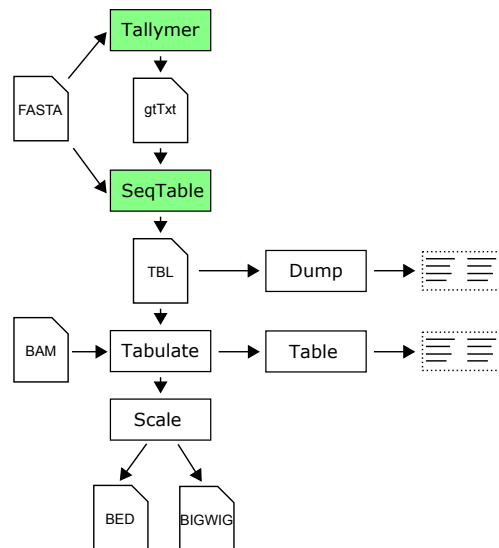 Tallymer
FASTA
gtTxt
SeqTable
TBL
Dump
BAM
Tabulate
Table
Scale
BED
BIGWIG